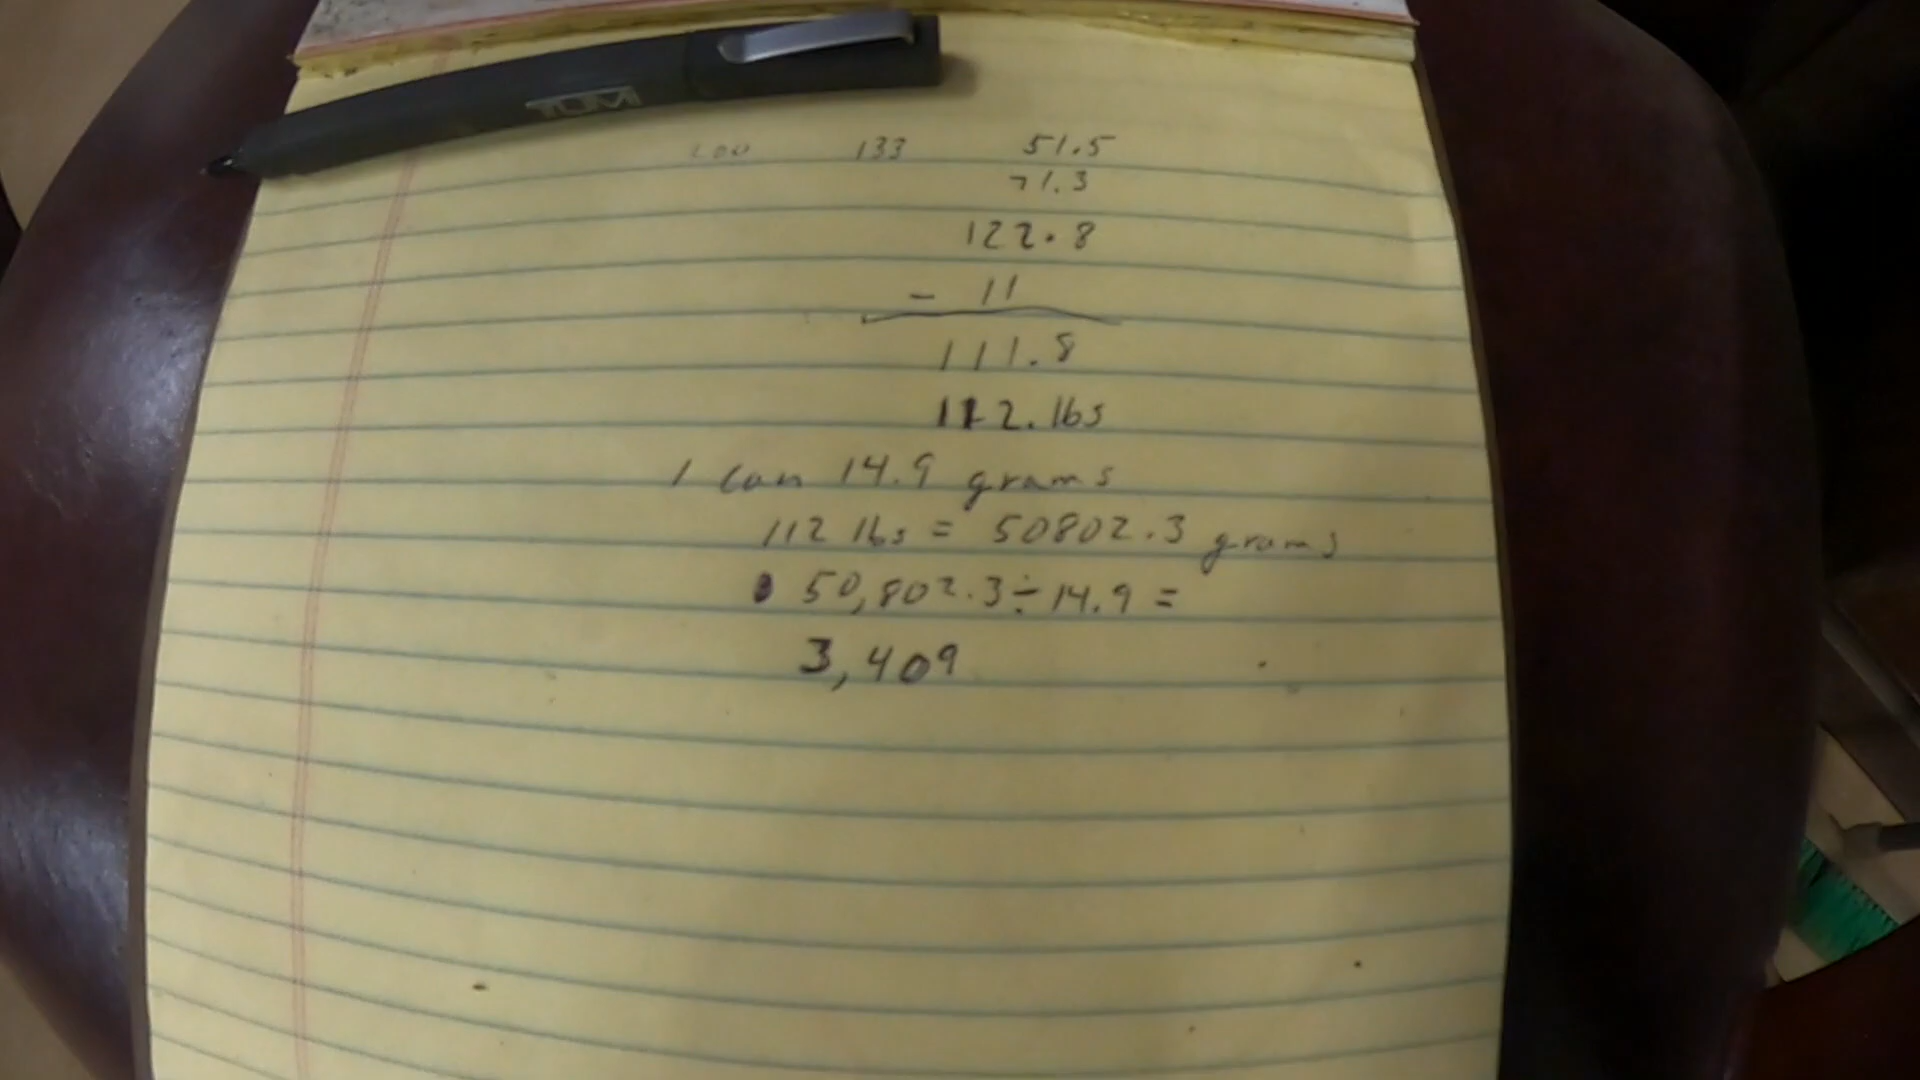 TUMI
133 51.5
71.3
122.8
- 11
111.8
112.lbs
1 can 14.9 grams
112 lbs = 50802.3 grams
50,802.3 ÷ 14.9 =
3,409